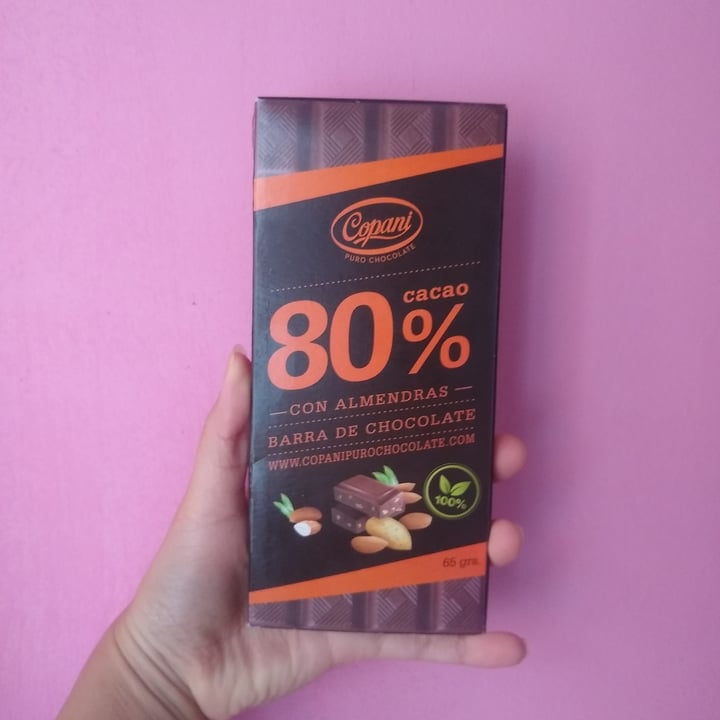 Copani
PURO CHOCOLATE
cacao
80%
CON ALMENDRAS
BARRA DE CHOCOLATE
WWW.COPANIPUROCHOCOLATE.COM
100%
65 grs.